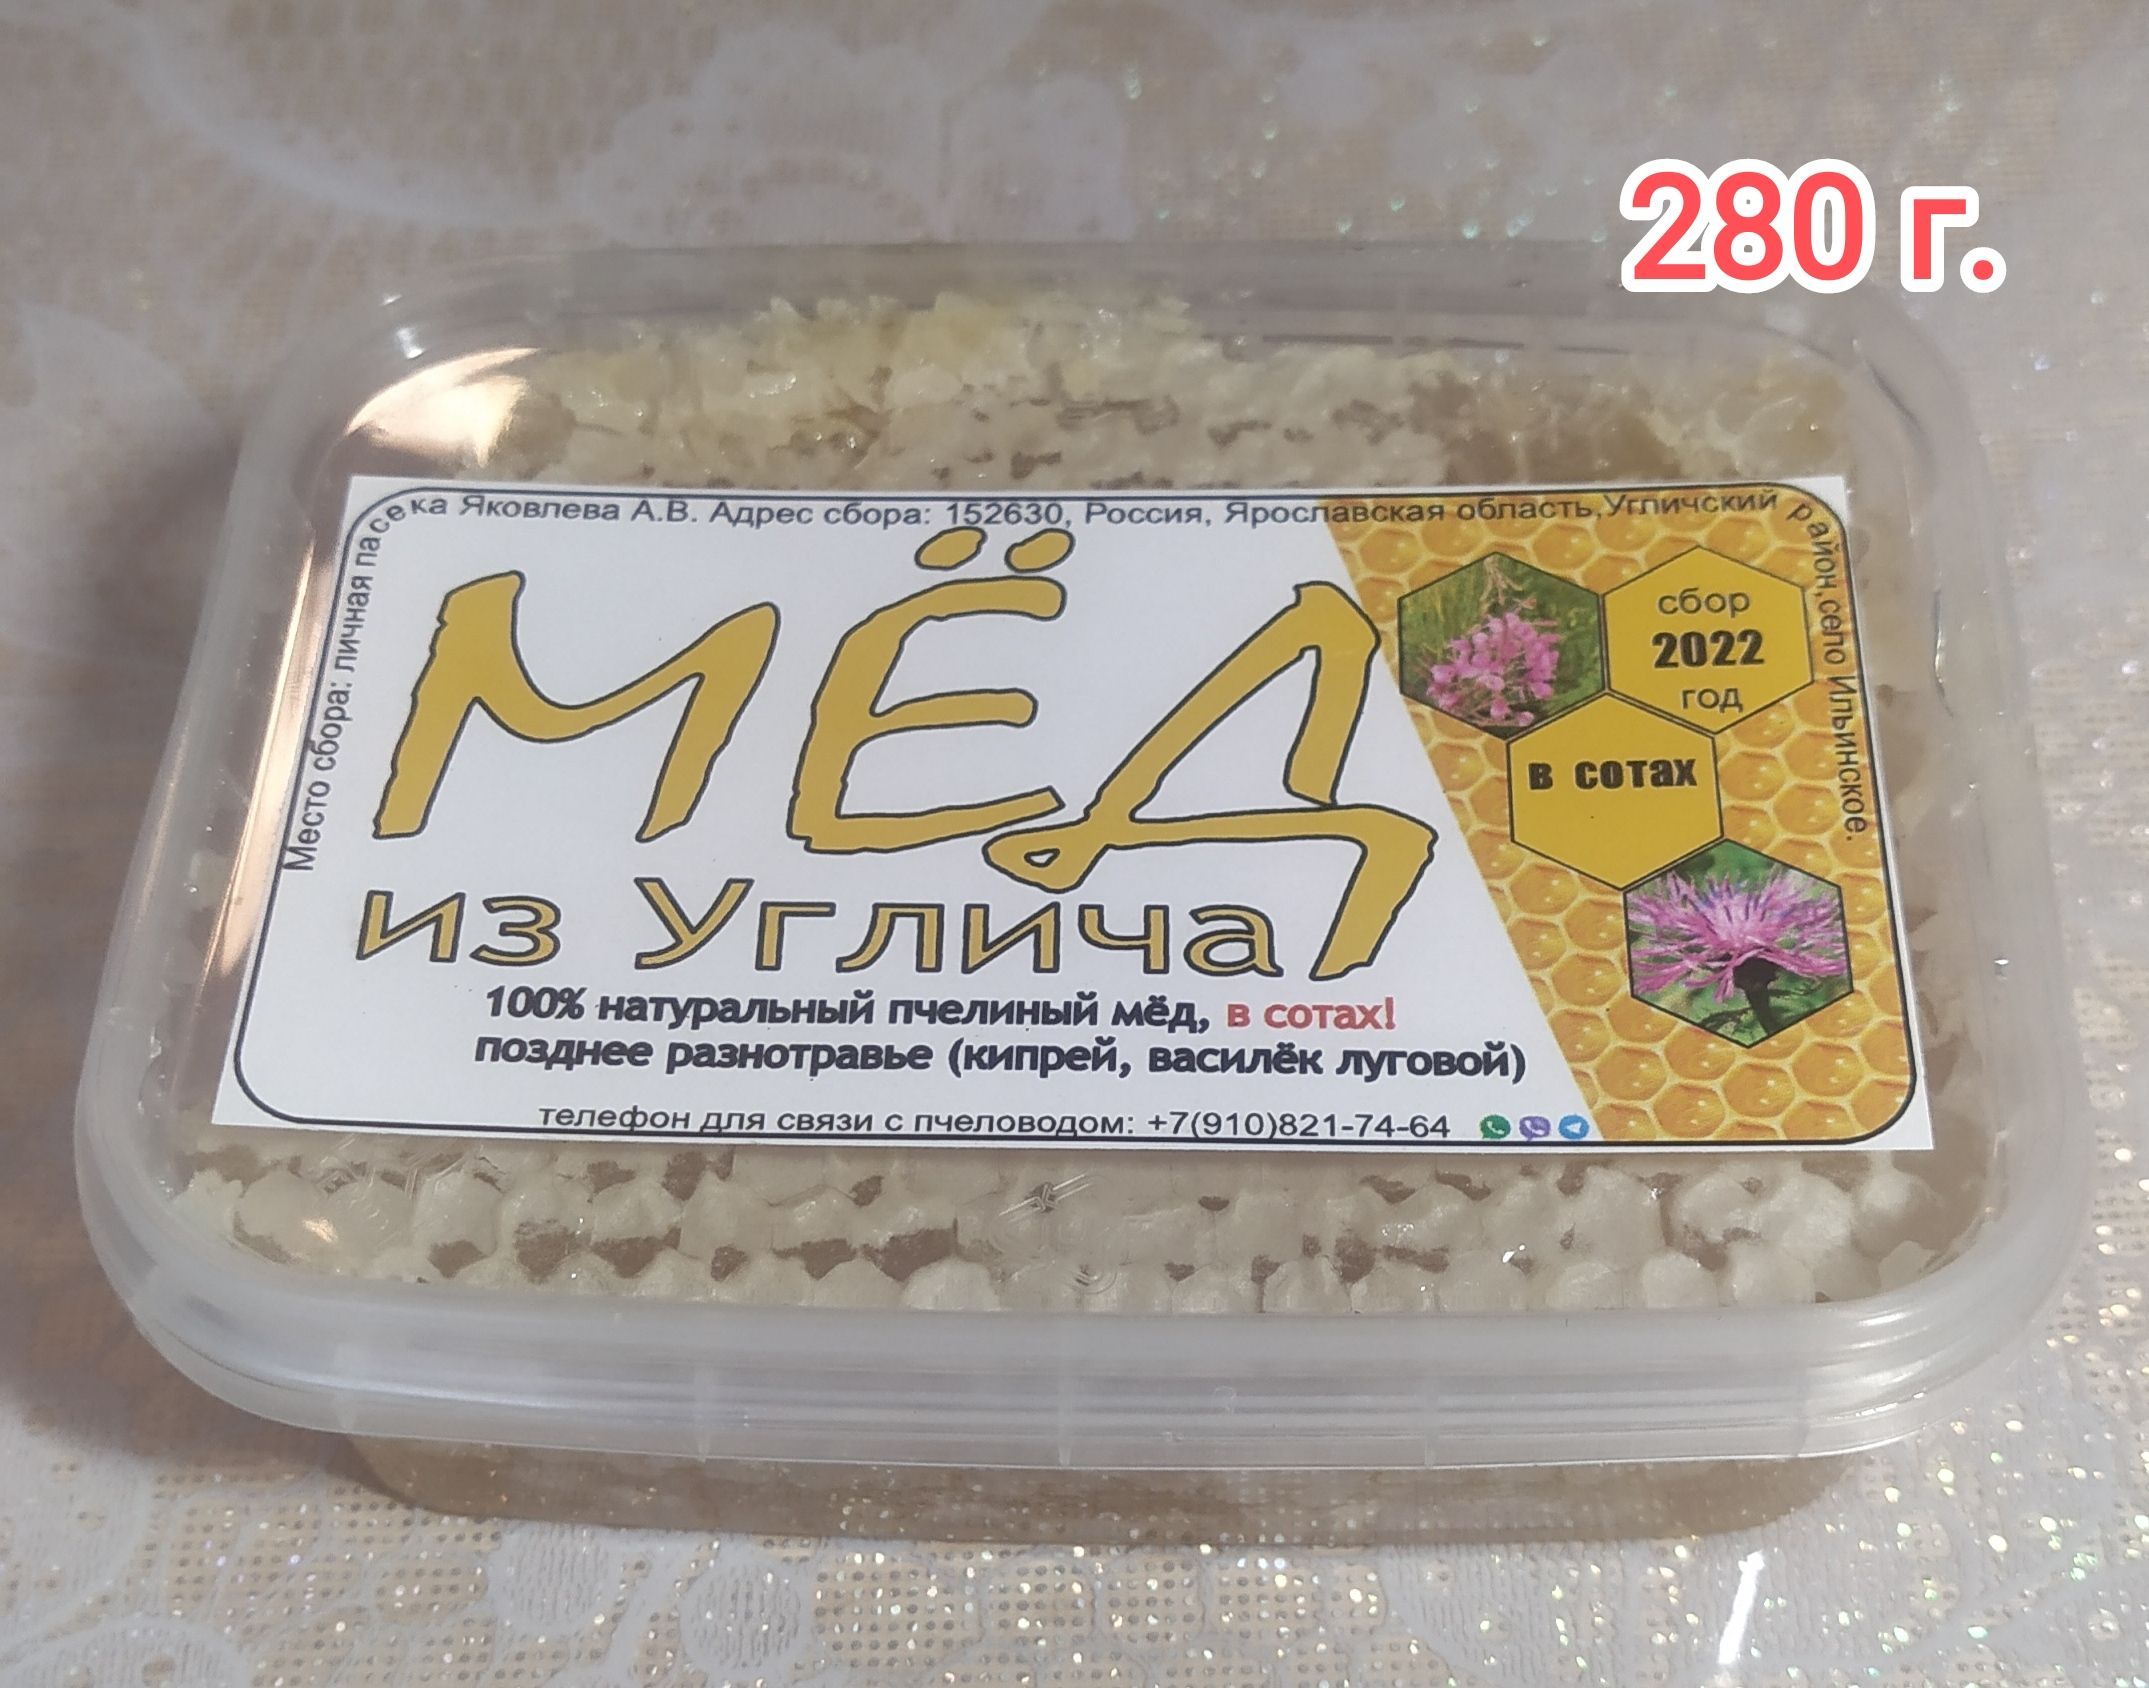 280 г.
Место сбора: личная пасека Яковлева А.В. Адрес сбора: 152630, Россия, Ярославская область,Угличский район,село Ильинское.
МЁД
из Углича
сбор
2022
год
в сотах
100% натуральный пчелиный мёд, в сотах!
позднее разнотравье (кипрей, василёк луговой)
телефон для связи с пчеловодом: +7(910)821-74-64